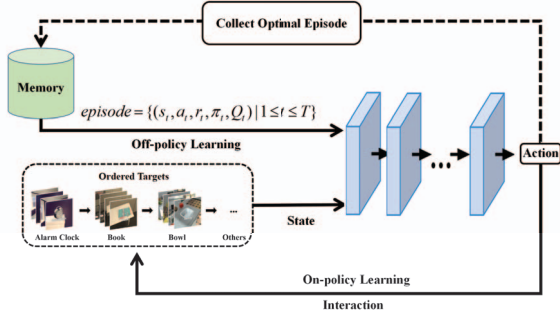 Collect Optimal Episode
Memory
episode = {(s_t, a_t, r_t, π_t, Q_t) | 1 ≤ t ≤ T}
Off-policy Learning
Action
Ordered Targets
Alarm Clock
Book
Bowl
...
Others
State
On-policy Learning
Interaction